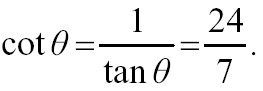 cot θ = 1/tan θ = 24/7.